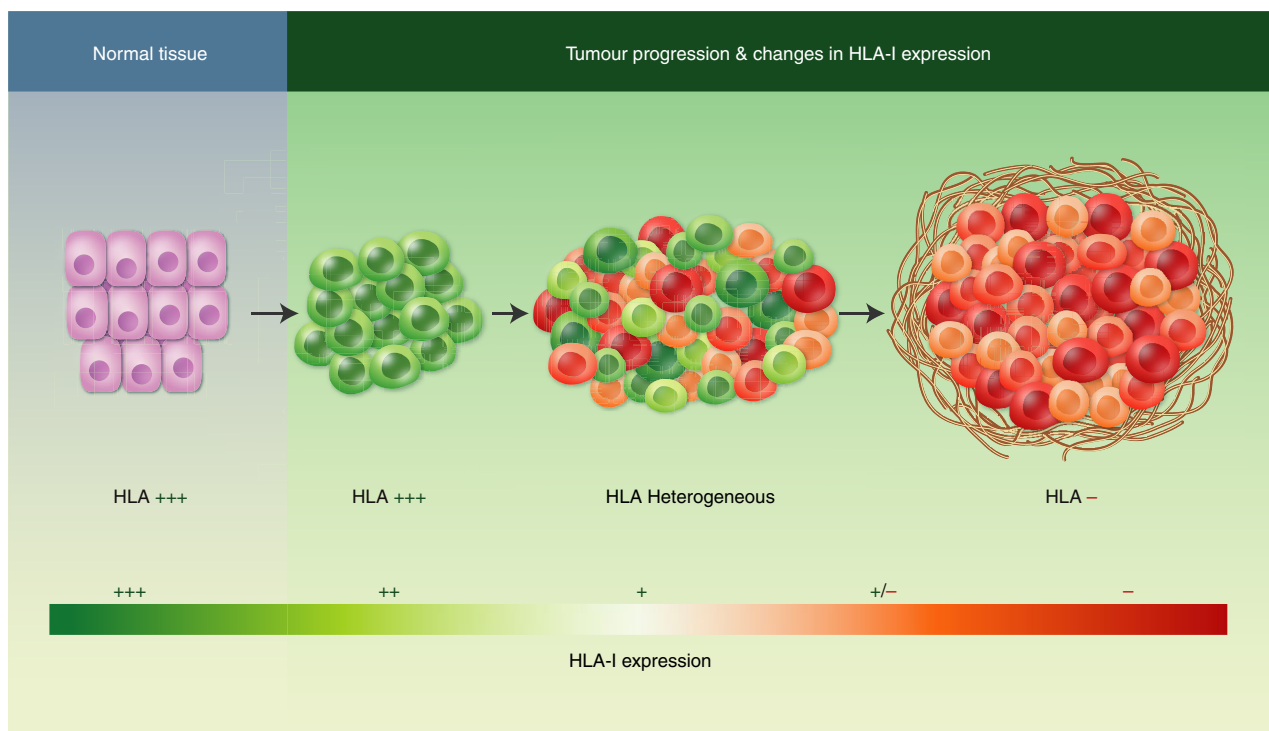 Normal tissue
Tumour progression & changes in HLA-I expression
HLA +++
HLA +++
HLA Heterogeneous
HLA –
+++
++
+
+/–
–
HLA-I expression